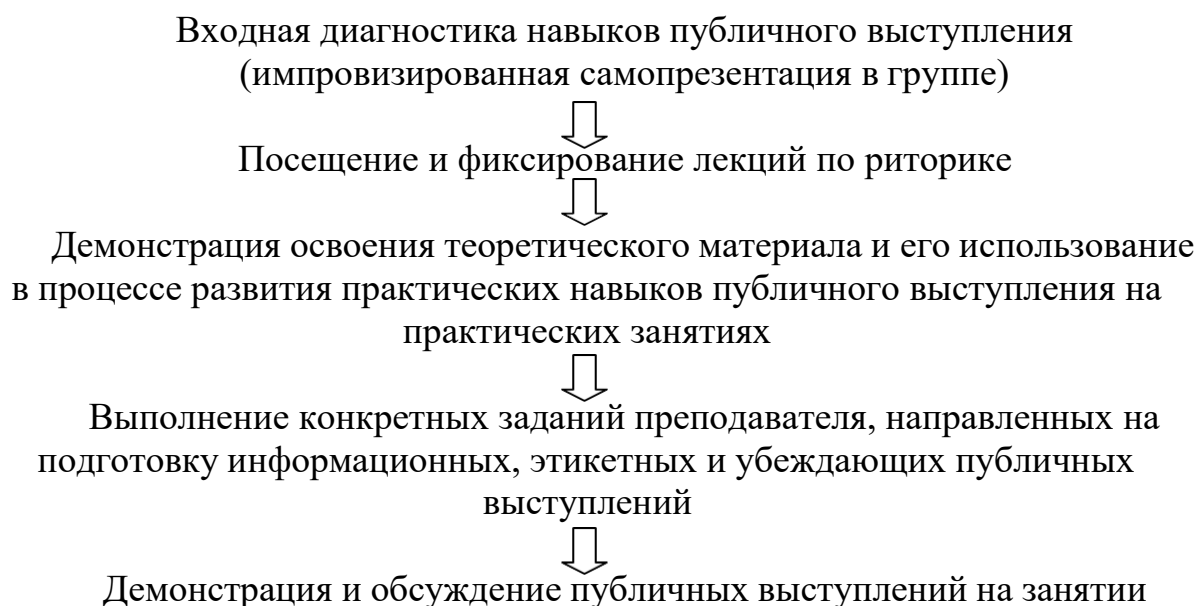 Входная диагностика навыков публичного выступления
(импровизированная самопрезентация в группе)
Посещение и фиксирование лекций по риторике
Демонстрация освоения теоретического материала и его использование
в процессе развития практических навыков публичного выступления на
практических занятиях
Выполнение конкретных заданий преподавателя, направленных на
подготовку информационных, этикетных и убеждающих публичных
выступлений
Демонстрация и обсуждение публичных выступлений на занятии